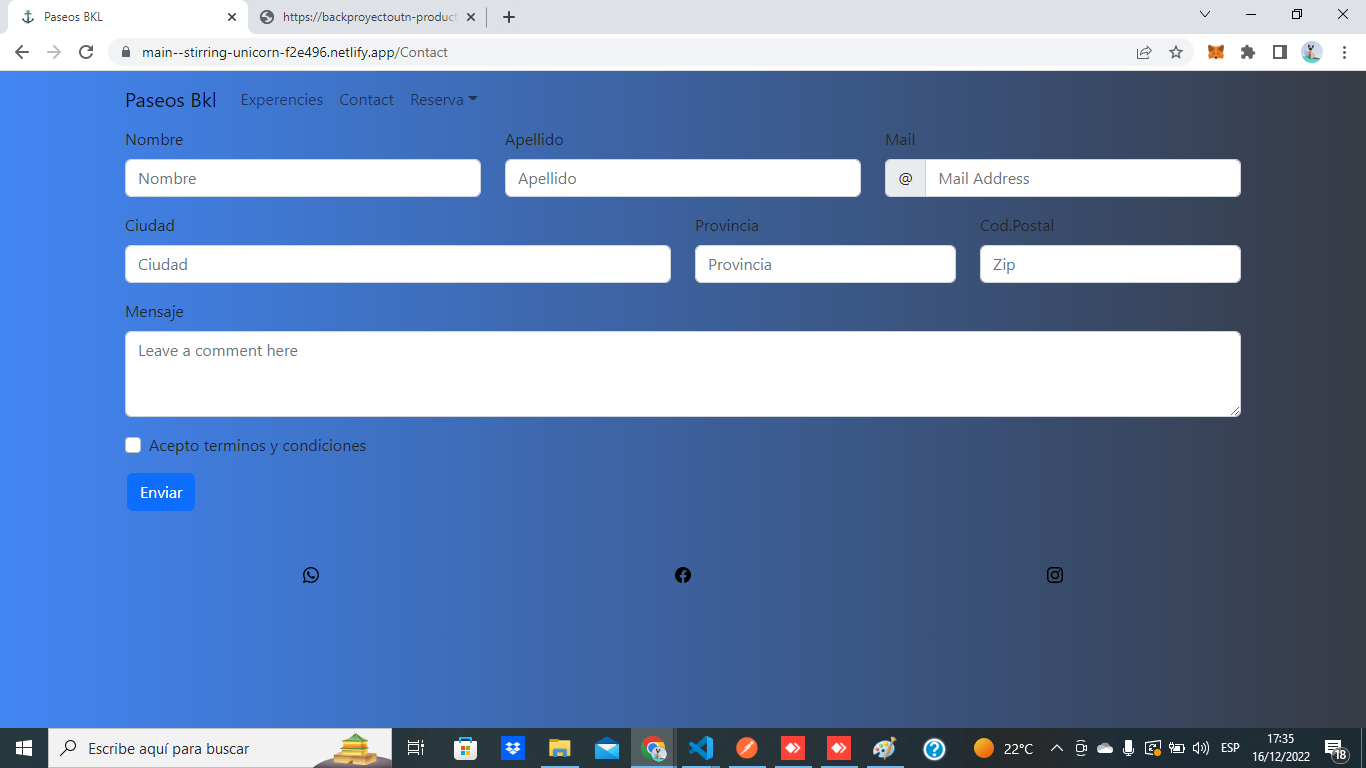 Paseos BKL
https://backproyectoutn-product
main--stirring-unicorn-f2e496.netlify.app/Contact
Paseos Bkl Experencies Contact Reserva
Nombre Apellido Mail
Nombre Apellido @ Mail Address
Ciudad Provincia Cod.Postal
Ciudad Provincia Zip
Mensaje
Leave a comment here
Acepto terminos y condiciones
Enviar
Escribe aquí para buscar
22°C
ESP
17:35
16/12/2022
18